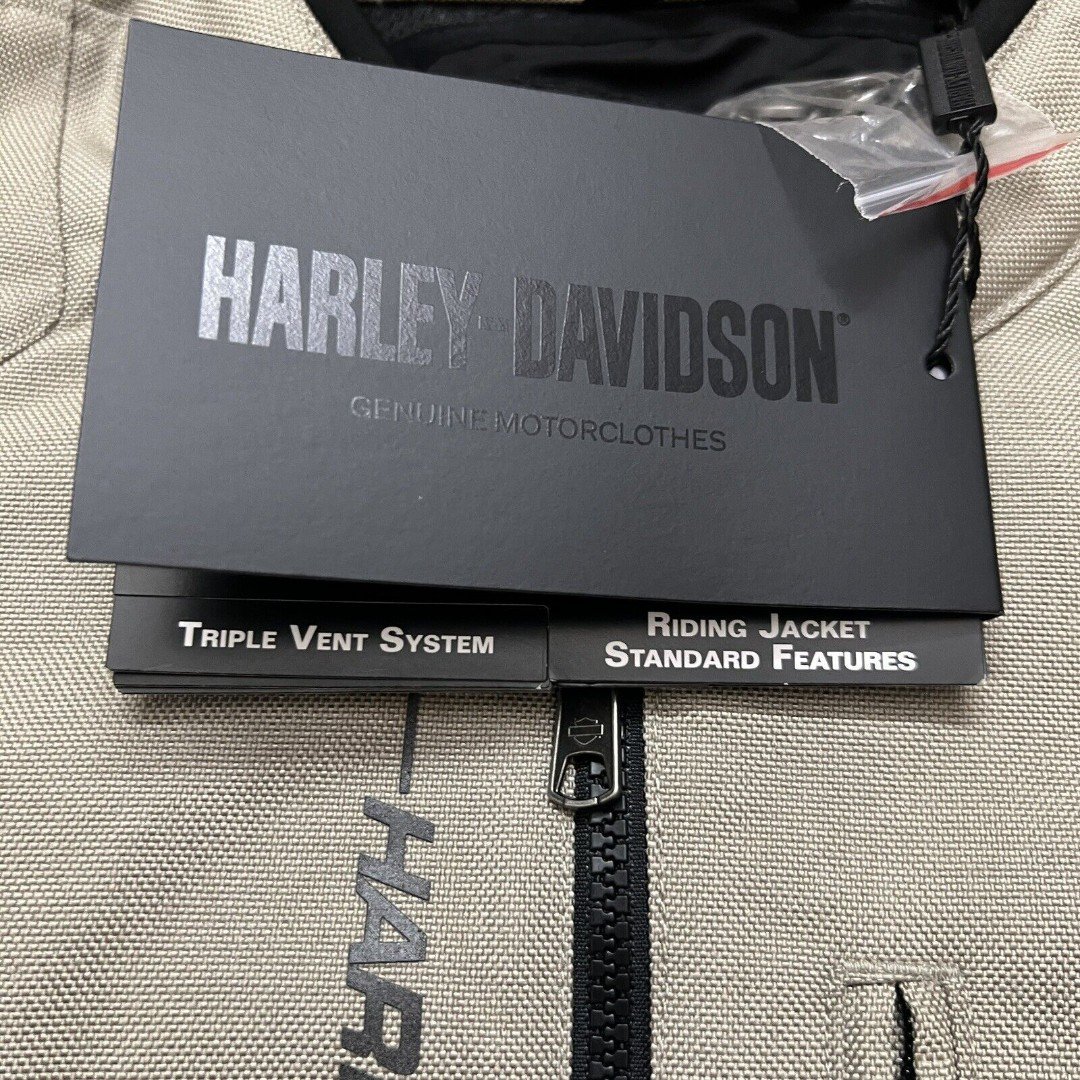 HARLEY-DAVIDSON®
GENUINE MOTORCLOTHES
TRIPLE VENT SYSTEM
RIDING JACKET
STANDARD FEATURES
HAR